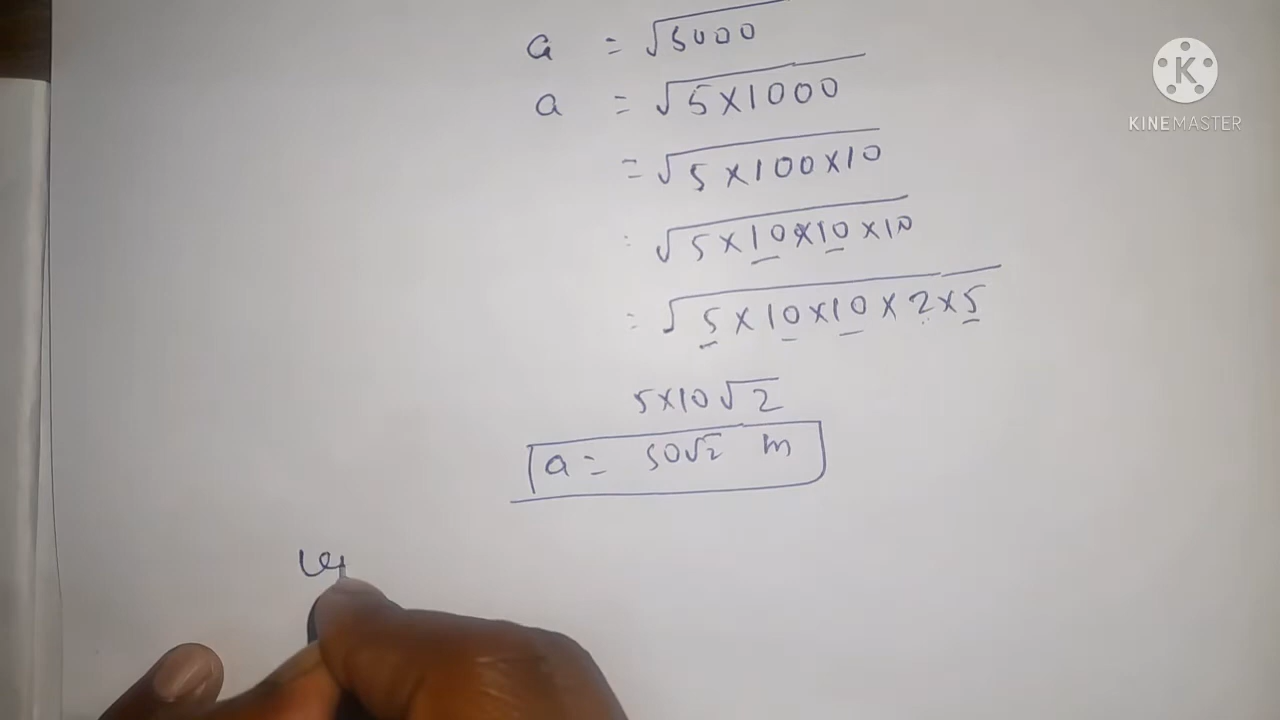 a = √5000
a = √5×1000
= √5×100×10
= √5×10×10×10
= √5×10×10×2×5
5×10√2
a = 50√2 m
KINEMASTER